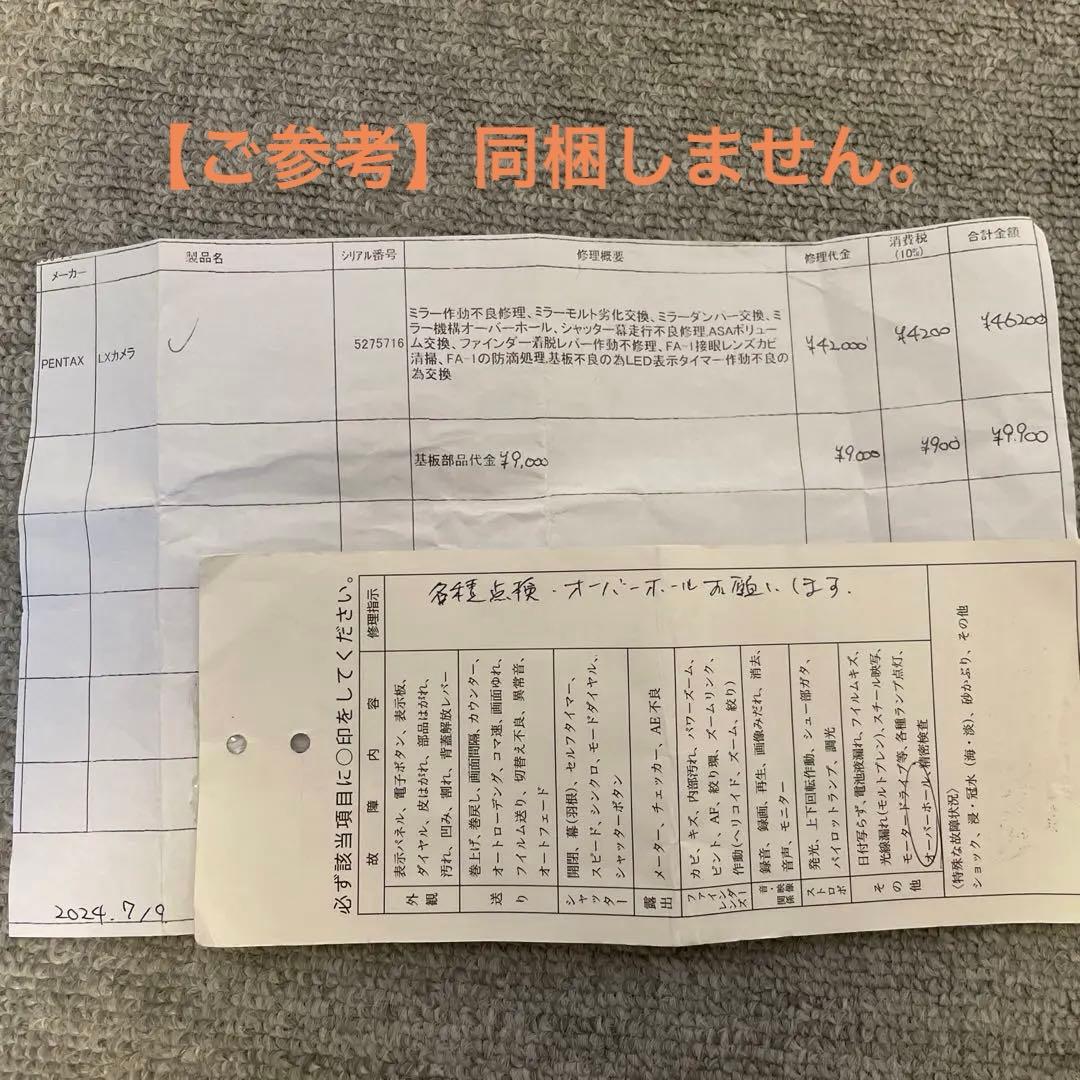 【ご参考】同梱しません。
メーカー 製品名 シリアル番号 修理概要 修理代金 消費税(10%) 合計金額
PENTAX LXカメラ 5275716
ミラー作動不良修理、ミラーモルト劣化交換、ミラーダンパー交換、ミ
ラー機構オーバーホール、シャッター幕走行不良修理.ASAボリュー
ム交換、ファインダー着脱レバー作動不修理、FA-1接眼レンズカビ
清掃、FA-1の防滴処理.基板不良の為LED表示タイマー作動不良の
為交換
¥42,000 ¥4200 ¥46200
基板部品代金 ¥9,000 ¥9000 ¥900 ¥9.900
2024.7/9
必ず該当項目に○印をしてください。
修理指示
各種点検・オーバーホールお願いします.
故障内容
外観
表示パネル、電子ボタン、表示板、
ダイヤル、皮はがれ、部品はがれ、
汚れ、凹み、割れ、背蓋解放レバー
送り
巻上げ、巻戻し、画面間隔、カウンター、
オートローデング、コマ速、画面ゆれ、
フイルム送り、切替え不良、異常音、
オートフェード
シャッター
開閉、幕(羽根)、セルフタイマー、
スピード、シンクロ、モードダイヤル、
シャッターボタン
露出
メーター、チェッカー、AE不良
ファインダー レンズ
カビ、キズ、内部汚れ、パワーズーム、
ピント、AF、絞り環、ズームリンク、
作動(ヘリコイド、ズーム、絞り)
音・映像関係
録音、録画、再生、画像みだれ、消去、
音声、モニター
ストロボ
発光、上下回転作動、シュー部ガタ、
パイロットランプ、調光
その他
日付写らず、電池液漏れ、フイルムキズ、
光線漏れ(モルトプレン)、スチール映写、
モータードライブ等、各種ランプ点灯、
オーバーホール、精密検査
〈特殊な故障状況〉
ショック、浸・冠水(海・淡)、砂かぶり、その他